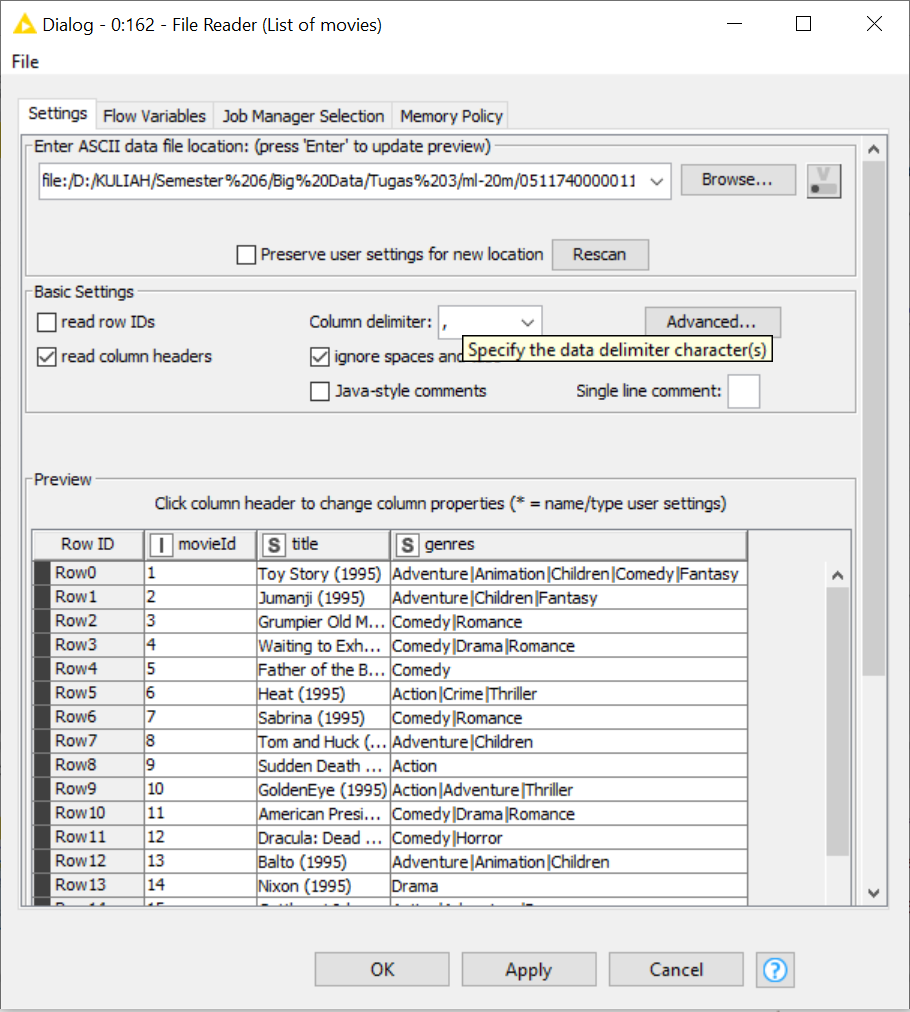 Dialog - 0:162 - File Reader (List of movies)
File
Settings Flow Variables Job Manager Selection Memory Policy
Enter ASCII data file location: (press 'Enter' to update preview)
file:/D:/KULIAH/Semester%206/Big%20Data/Tugas%203/ml-20m/0511740000011 Browse... V
Preserve user settings for new location Rescan
Basic Settings
read row IDs Column delimiter: , Advanced...
Specify the data delimiter character(s)
read column headers ignore spaces and
Java-style comments Single line comment:
Preview
Click column header to change column properties (* = name/type user settings)
Row ID I movieId S title S genres
Row0 1 Toy Story (1995) Adventure|Animation|Children|Comedy|Fantasy
Row1 2 Jumanji (1995) Adventure|Children|Fantasy
Row2 3 Grumpier Old M... Comedy|Romance
Row3 4 Waiting to Exh... Comedy|Drama|Romance
Row4 5 Father of the B... Comedy
Row5 6 Heat (1995) Action|Crime|Thriller
Row6 7 Sabrina (1995) Comedy|Romance
Row7 8 Tom and Huck (... Adventure|Children
Row8 9 Sudden Death ... Action
Row9 10 GoldenEye (1995) Action|Adventure|Thriller
Row10 11 American Presi... Comedy|Drama|Romance
Row11 12 Dracula: Dead ... Comedy|Horror
Row12 13 Balto (1995) Adventure|Animation|Children
Row13 14 Nixon (1995) Drama
OK Apply Cancel ?